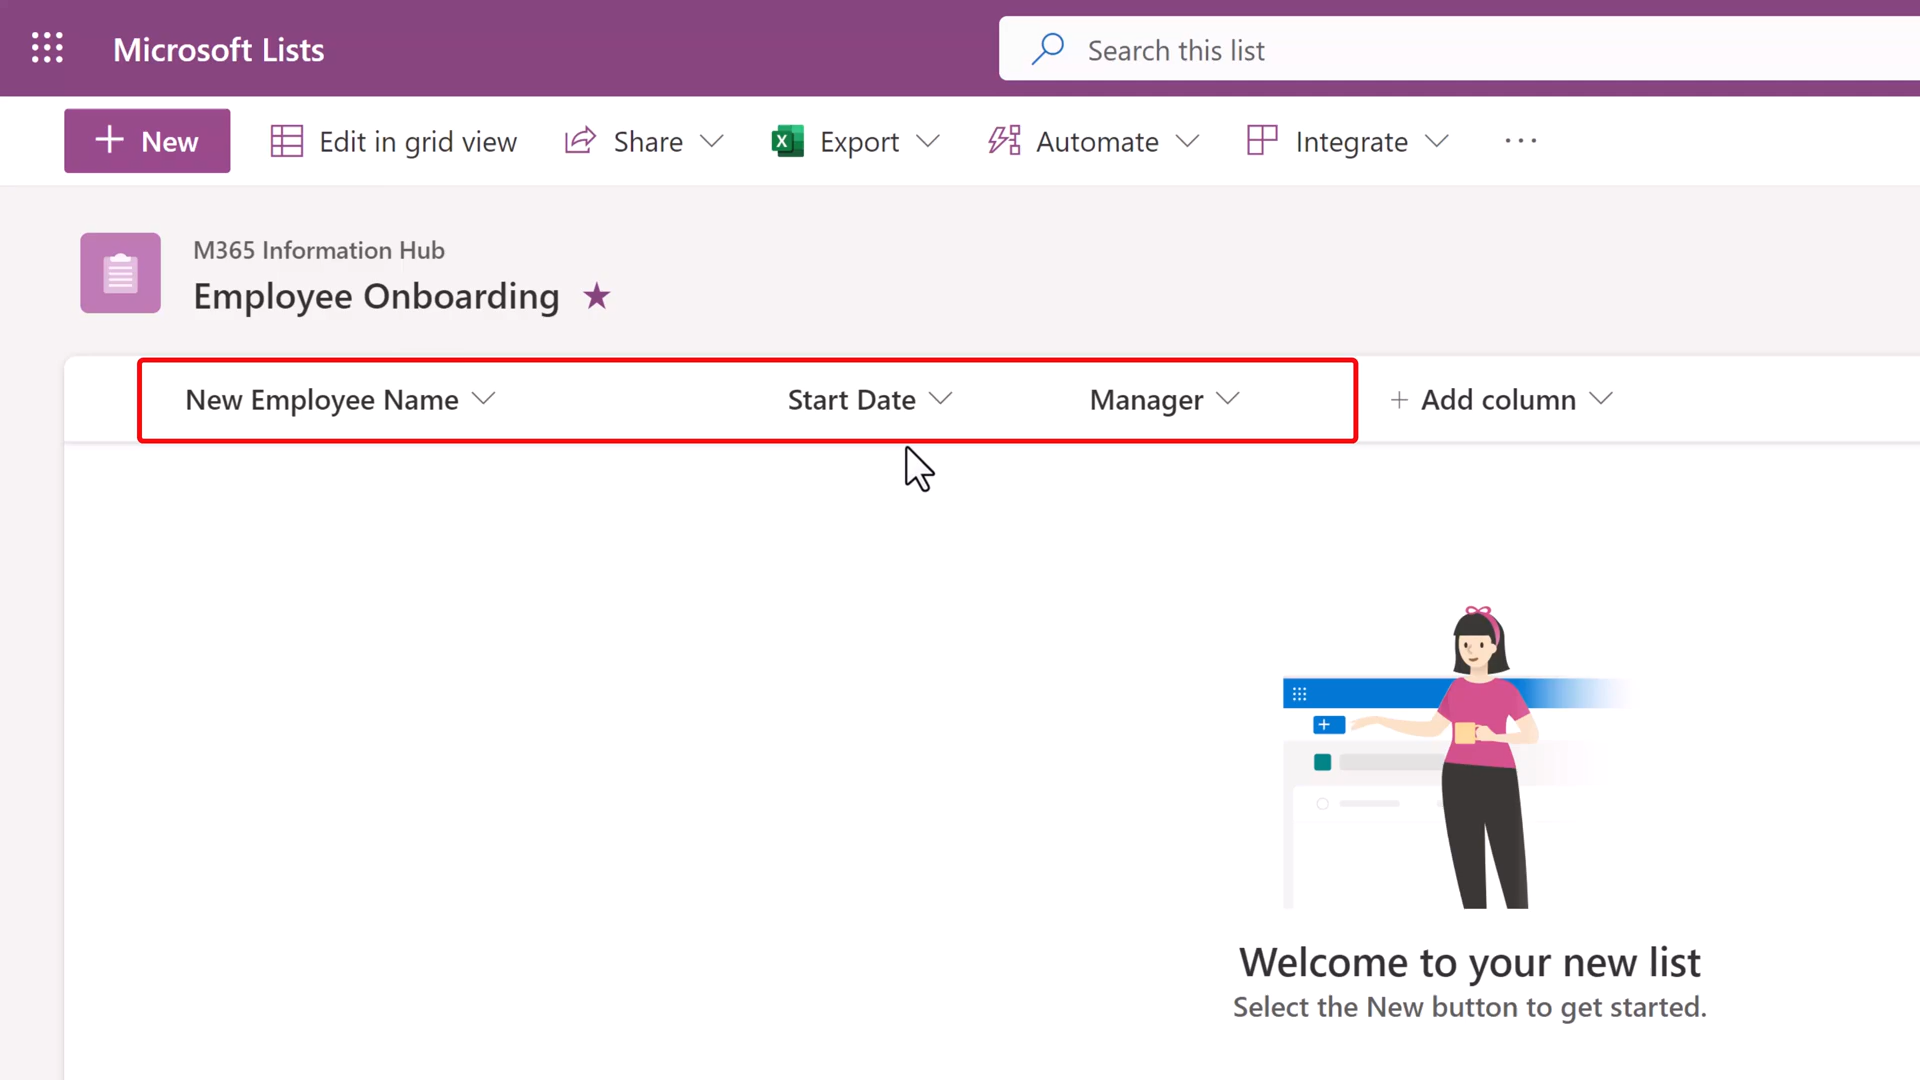 Microsoft Lists
Search this list
New
Edit in grid view
Share
Export
Automate
Integrate
M365 Information Hub
Employee Onboarding
New Employee Name
Start Date
Manager
+ Add column
Welcome to your new list
Select the New button to get started.